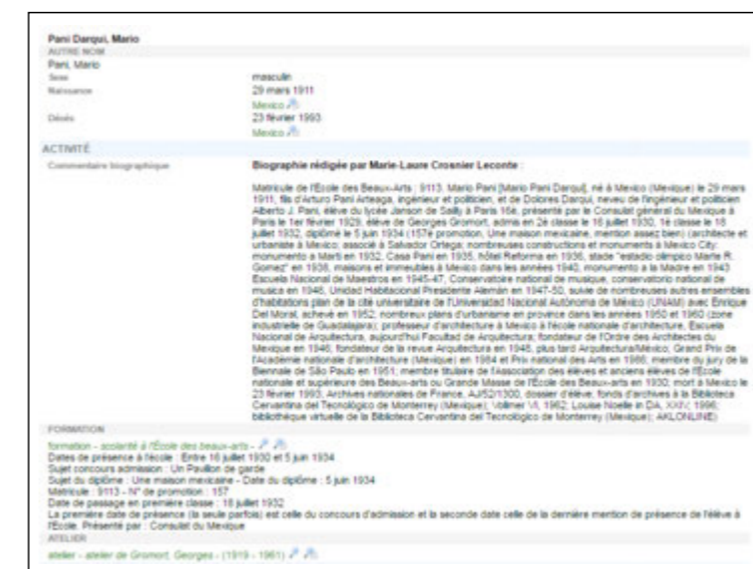 Pani Darqui, Mario
AUTRE NOM
Pani, Mario
Sexe masculin
Naissance 29 mars 1911
Mexico
Décès 23 février 1993
Mexico
ACTIVITÉ
Commentaire biographique Biographie rédigée par Marie-Laure Crosnier Leconte :
Matricule de l'École des Beaux-Arts : 9113. Mario Pani [Mario Pani Darqui], né à Mexico (Mexique) le 29 mars
1911, fils d'Arturo Pani Arteaga, ingénieur et politicien, et de Dolores Darqui, neveu de l'ingénieur et politicien
Alberto J. Pani, élève du lycée Janson de Sailly à Paris 16è, présenté par le Consulat général du Mexique à
Paris le 1er février 1929, élève de Georges Gromort, admis en 2è classe le 16 juillet 1930, 1è classe le 18
juillet 1932, diplômé le 5 juin 1934 (157è promotion, Une maison mexicaine, mention assez bien) (architecte et
urbaniste à Mexico; associé à Salvador Ortega; nombreuses constructions et monuments à Mexico City:
monumento a Marti en 1932, Casa Pani en 1935, hôtel Reforma en 1936, stade "estadio olimpico Marte R.
Gomez" en 1938, maisons et immeubles à Mexico dans les années 1940, monumento a la Madre en 1943
Escuela Nacional de Maestros en 1945-47, Conservatoire national de musique, conservatorio national de
musica en 1946, Unidad Habitacional Presidente Alemán en 1947-50, suivie de nombreuses autres ensembles
d'habitations plan de la cité universitaire de l'Universidad Nacional Autónoma de México (UNAM) avec Enrique
Del Moral, achevé en 1952; nombreux plans d'urbanisme en province dans les années 1950 et 1960 (zone
industrielle de Guadalajara); professeur d'architecture à Mexico à l'école nationale d'architecture, Escuela
Nacional de Arquitectura, aujourd'hui Facultad de Arquitectura; fondateur de l'Ordre des Architectes du
Mexique en 1946; fondateur de la revue Arquitectura en 1948, plus tard Arquitectura/México; Grand Prix de
l'Académie nationale d'architecture (Mexique) en 1984 et Prix national des Arts en 1986; membre du jury de la
Biennale de São Paulo en 1951; membre titulaire de l'Association des élèves et anciens élèves de l'École
nationale et supérieure des Beaux-arts ou Grande Masse de l'École des Beaux-arts en 1930; mort à Mexico le
23 février 1993; Archives nationales de France, AJ/52/1300, dossier d'élève; fonds d'archives à la Biblioteca
Cervantina del Tecnológico de Monterrey (Mexique); Vollmer VI, 1962; Louise Noelle in DA, XXIV, 1996;
bibliothèque virtuelle de la Biblioteca Cervantina del Tecnológico de Monterrey (Mexique); AKLONLINE)
FORMATION
formation - scolarité à l'École des beaux-arts -
Dates de présence à l'école : Entre 16 juillet 1930 et 5 juin 1934
Sujet concours admission : Un Pavillon de garde
Sujet du diplôme : Une maison mexicaine - Date du diplôme : 5 juin 1934
Matricule : 9113 - N° de promotion : 157
Date de passage en première classe : 18 juillet 1932
La première date de présence (la seule parfois) est celle du concours d'admission et la seconde date celle de la dernière mention de présence de l'élève à
l'École. Présenté par : Consulat du Mexique
ATELIER
atelier - atelier de Gromort, Georges - (1919 - 1961)